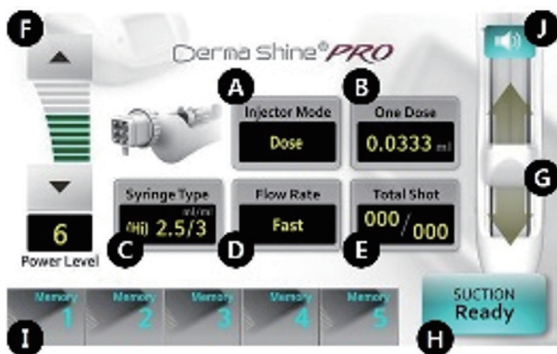 F
J
Derma Shine® PRO
A
B
Injector Mode
One Dose
Dose
0.0333 ml
G
Syringe Type
Flow Rate
Total Shot
ml/ml
(Hi) 2.5/3
Fast
000/000
6
C
D
E
Power Level
Memory Memory Memory Memory Memory
1 2 3 4 5
SUCTION
Ready
I
H